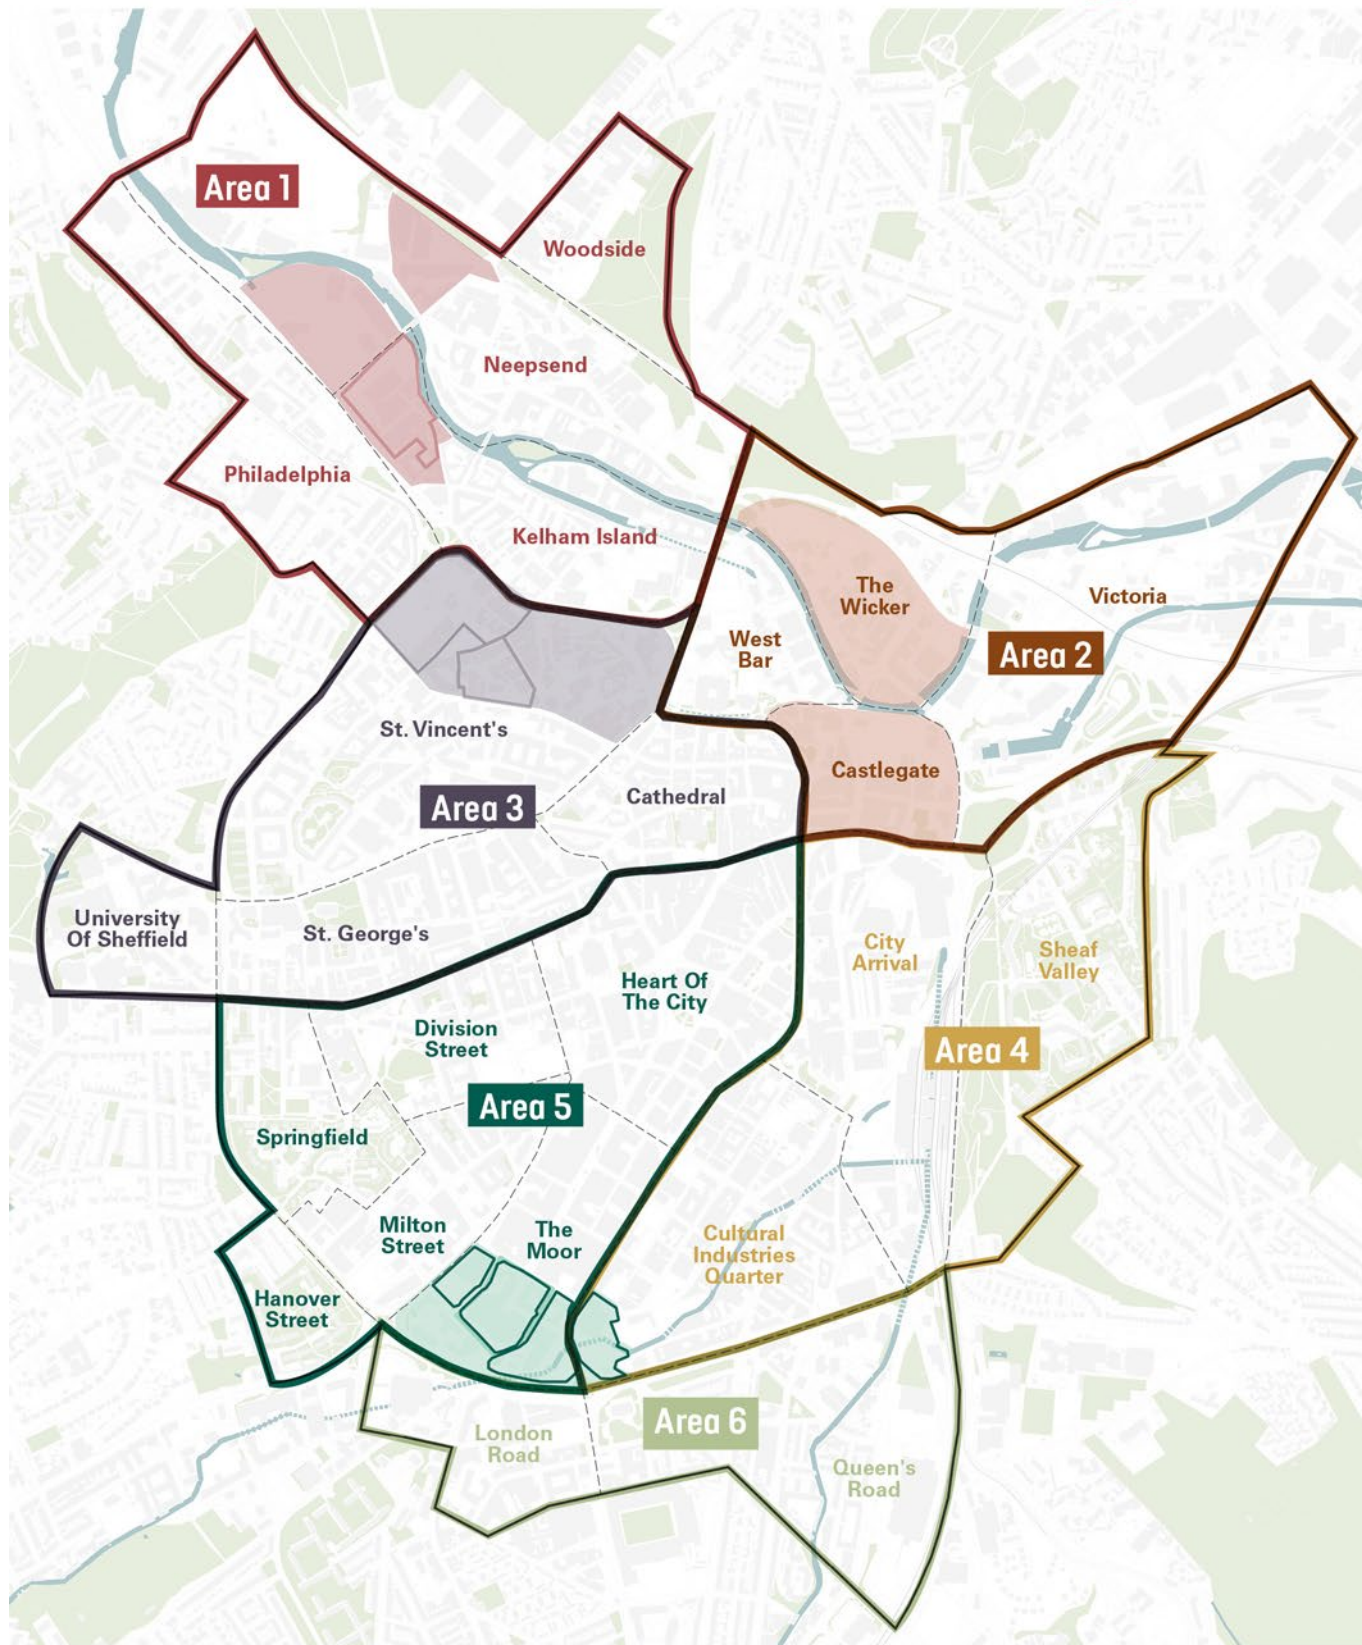 Area 1
Woodside
Neepsend
Philadelphia
Kelham Island
The
Wicker
Victoria
West
Bar
Area 2
St. Vincent's
Castlegate
Area 3
Cathedral
University
Of Sheffield
St. George's
City
Arrival
Sheaf
Valley
Heart Of
The City
Division
Street
Area 4
Area 5
Springfield
Milton
Street
The
Moor
Cultural
Industries
Quarter
Hanover
Street
Area 6
London
Road
Queen's
Road